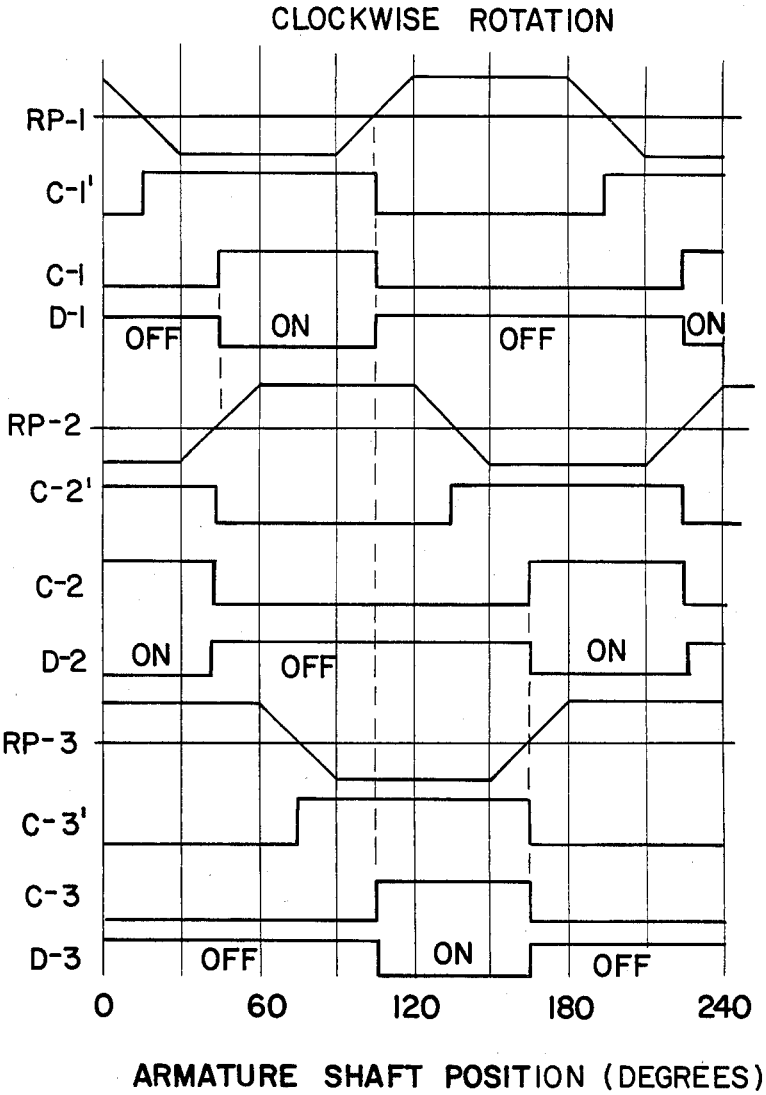 CLOCKWISE ROTATION
RP-1
C-1'
C-1
D-1
OFF ON OFF ON
RP-2
C-2'
C-2
D-2
ON OFF ON
RP-3
C-3'
C-3
D-3
OFF ON OFF
0 60 120 180 240
ARMATURE SHAFT POSITION (DEGREES)